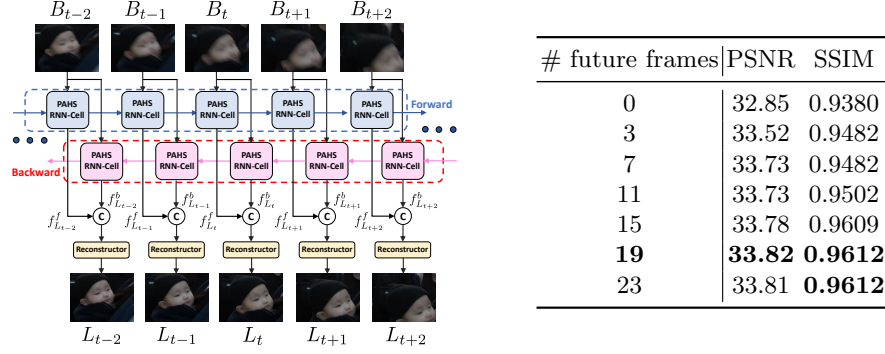 B_{t-2} B_{t-1} B_t B_{t+1} B_{t+2}
PAHS RNN-Cell PAHS RNN-Cell PAHS RNN-Cell PAHS RNN-Cell PAHS RNN-Cell Forward
Backward PAHS RNN-Cell PAHS RNN-Cell PAHS RNN-Cell PAHS RNN-Cell PAHS RNN-Cell
f^b_{L_{t-2}} f^b_{L_{t-1}} f^b_{L_t} f^b_{L_{t+1}} f^b_{L_{t+2}}
C C C C C
f^f_{L_{t-2}} f^f_{L_{t-1}} f^f_{L_t} f^f_{L_{t+1}} f^f_{L_{t+2}}
Reconstructor Reconstructor Reconstructor Reconstructor Reconstructor
L_{t-2} L_{t-1} L_t L_{t+1} L_{t+2}
# future frames PSNR SSIM
0 32.85 0.9380
3 33.52 0.9482
7 33.73 0.9482
11 33.73 0.9502
15 33.78 0.9609
19 33.82 0.9612
23 33.81 0.9612